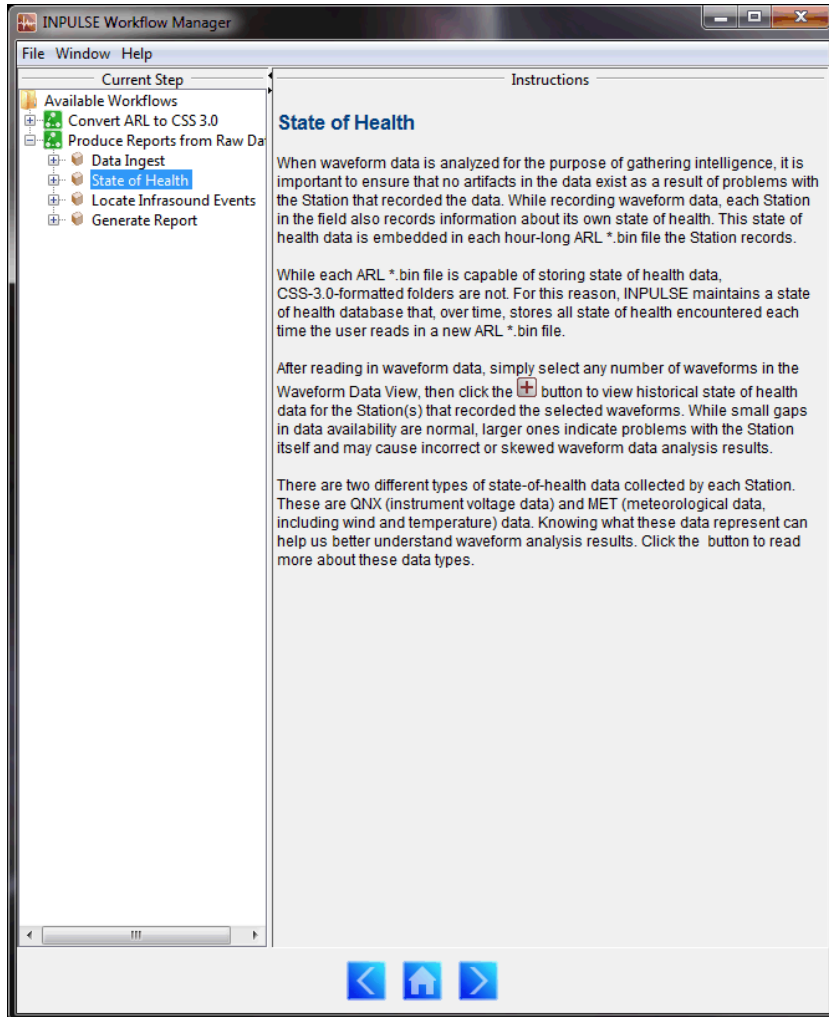 INPULSE Workflow Manager
File Window Help
Current Step
Available Workflows
Convert ARL to CSS 3.0
Produce Reports from Raw Da
Data Ingest
State of Health
Locate Infrasound Events
Generate Report
Instructions
State of Health
When waveform data is analyzed for the purpose of gathering intelligence, it is
important to ensure that no artifacts in the data exist as a result of problems with
the Station that recorded the data. While recording waveform data, each Station
in the field also records information about its own state of health. This state of
health data is embedded in each hour-long ARL *.bin file the Station records.
While each ARL *.bin file is capable of storing state of health data,
CSS-3.0-formatted folders are not. For this reason, INPULSE maintains a state
of health database that, over time, stores all state of health encountered each
time the user reads in a new ARL *.bin file.
After reading in waveform data, simply select any number of waveforms in the
Waveform Data View, then click the button to view historical state of health
data for the Station(s) that recorded the selected waveforms. While small gaps
in data availability are normal, larger ones indicate problems with the Station
itself and may cause incorrect or skewed waveform data analysis results.
There are two different types of state-of-health data collected by each Station.
These are QNX (instrument voltage data) and MET (meteorological data,
including wind and temperature) data. Knowing what these data represent can
help us better understand waveform analysis results. Click the button to read
more about these data types.